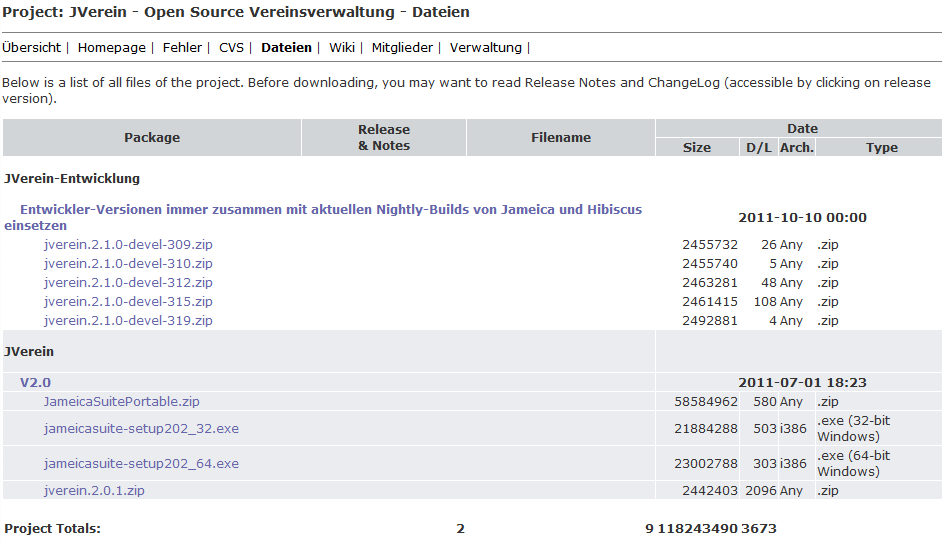 Project: JVerein - Open Source Vereinsverwaltung - Dateien
Übersicht | Homepage | Fehler | CVS | Dateien | Wiki | Mitglieder | Verwaltung |
Below is a list of all files of the project. Before downloading, you may want to read Release Notes and ChangeLog (accessible by clicking on release
version).
Package Release & Notes Filename Date
Size D/L Arch. Type
JVerein-Entwicklung
Entwickler-Versionen immer zusammen mit aktuellen Nightly-Builds von Jameica und Hibiscus
einsetzen 2011-10-10 00:00
jverein.2.1.0-devel-309.zip 2455732 26 Any .zip
jverein.2.1.0-devel-310.zip 2455740 5 Any .zip
jverein.2.1.0-devel-312.zip 2463281 48 Any .zip
jverein.2.1.0-devel-315.zip 2461415 108 Any .zip
jverein.2.1.0-devel-319.zip 2492881 4 Any .zip
JVerein
V2.0 2011-07-01 18:23
JameicaSuitePortable.zip 58584962 580 Any .zip
jameicasuite-setup202_32.exe 21884288 503 i386 .exe (32-bit
Windows)
jameicasuite-setup202_64.exe 23002788 303 i386 .exe (64-bit
Windows)
jverein.2.0.1.zip 2442403 2096 Any .zip
Project Totals: 2 9 118243490 3673